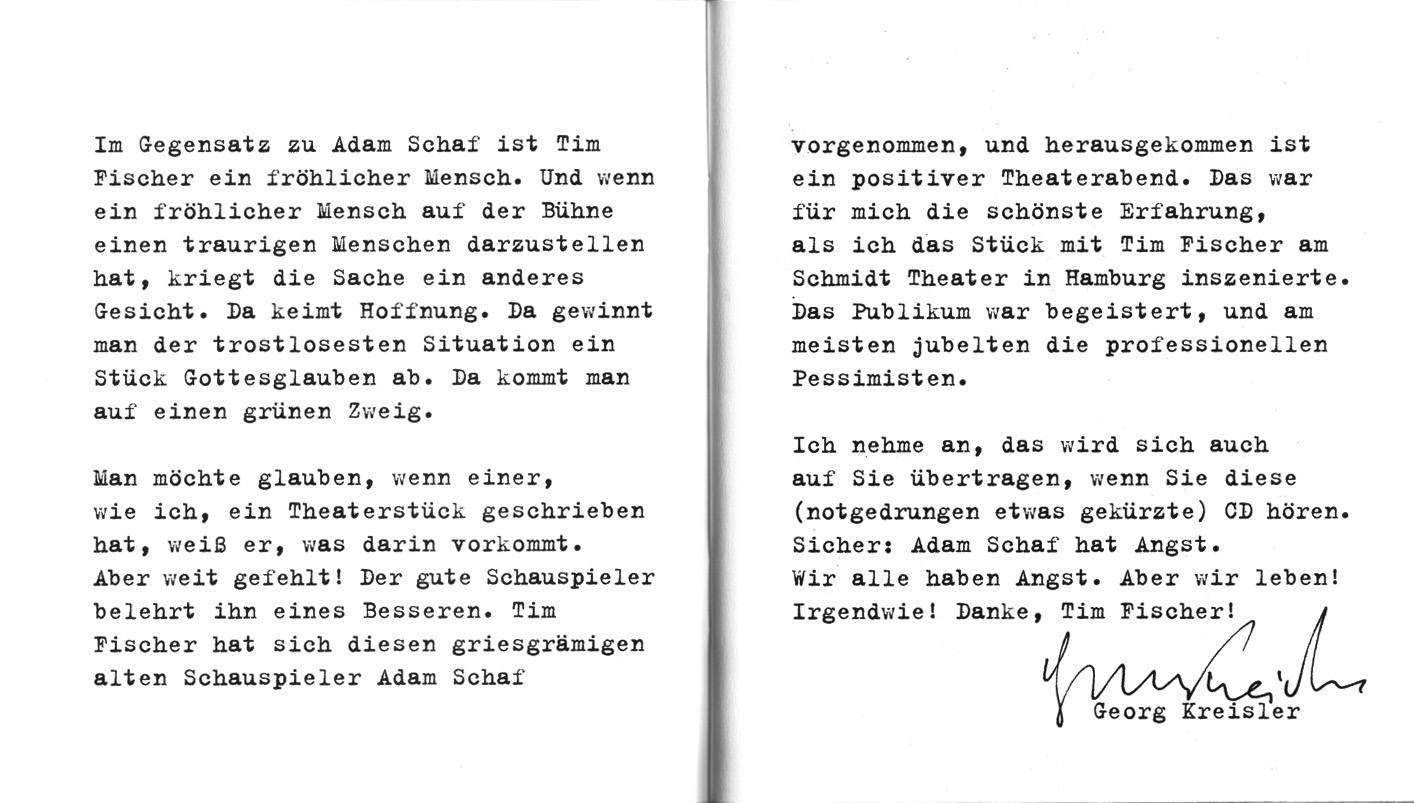 Im Gegensatz zu Adam Schaf ist Tim
Fischer ein fröhlicher Mensch. Und wenn
ein fröhlicher Mensch auf der Bühne
einen traurigen Menschen darzustellen
hat, kriegt die Sache ein anderes
Gesicht. Da keimt Hoffnung. Da gewinnt
man der trostlosesten Situation ein
Stück Gottesglauben ab. Da kommt man
auf einen grünen Zweig.

Man möchte glauben, wenn einer,
wie ich, ein Theaterstück geschrieben
hat, weiß er, was darin vorkommt.
Aber weit gefehlt! Der gute Schauspieler
belehrt ihn eines Besseren. Tim
Fischer hat sich diesen griesgrämigen
alten Schauspieler Adam Schaf

vorgenommen, und herausgekommen ist
ein positiver Theaterabend. Das war
für mich die schönste Erfahrung,
als ich das Stück mit Tim Fischer am
Schmidt Theater in Hamburg inszenierte.
Das Publikum war begeistert, und am
meisten jubelten die professionellen
Pessimisten.

Ich nehme an, das wird sich auch
auf Sie übertragen, wenn Sie diese
(notgedrungen etwas gekürzte) CD hören.
Sicher: Adam Schaf hat Angst.
Wir alle haben Angst. Aber wir leben!
Irgendwie! Danke, Tim Fischer!
Georg Kreisler